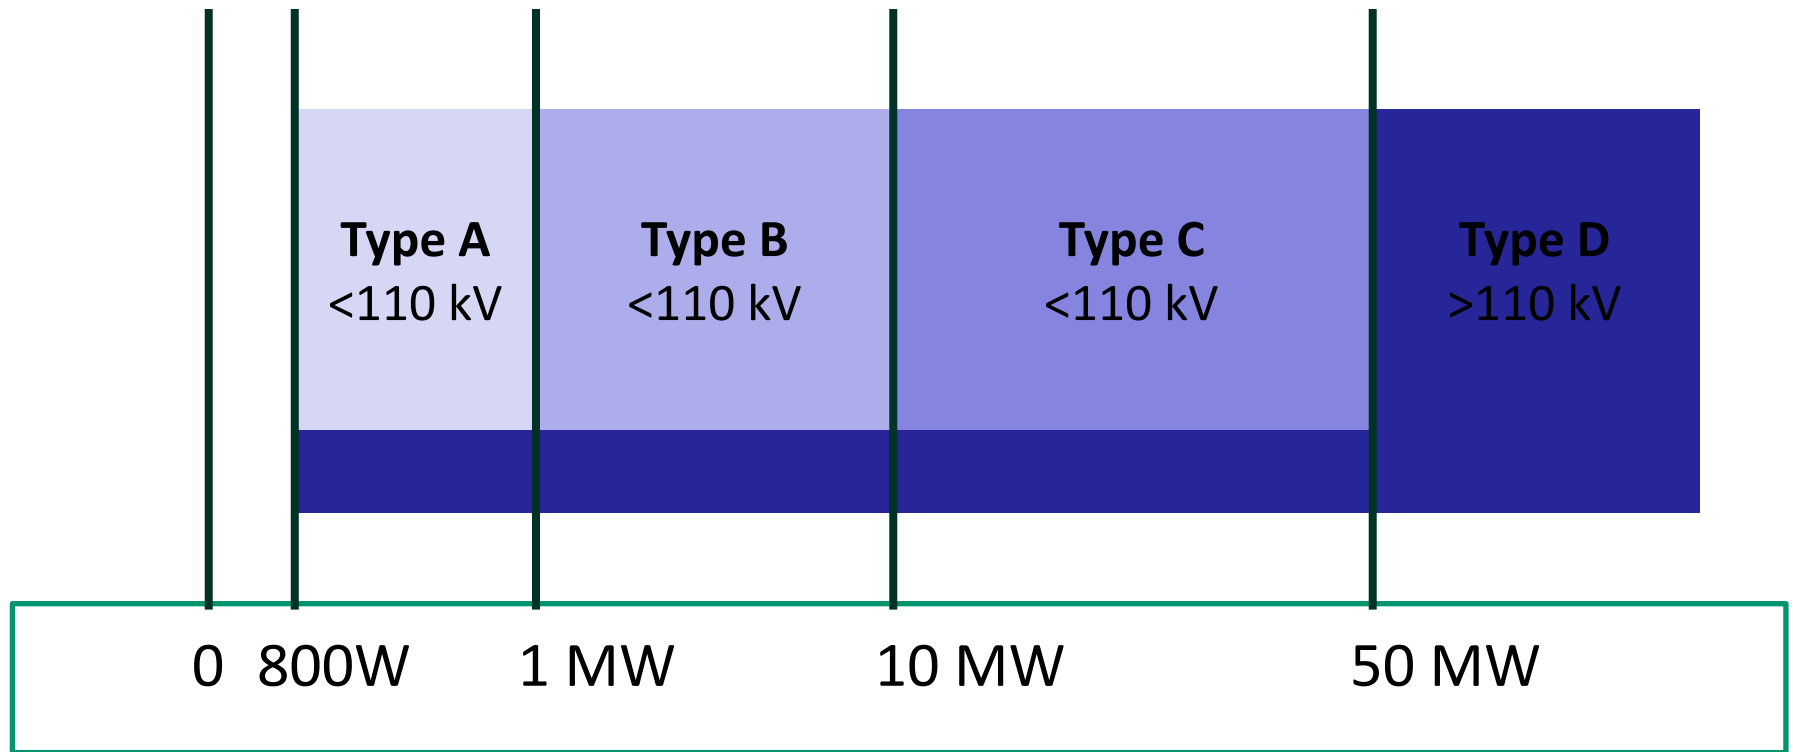 Type A
<110 kV
Type B
<110 kV
Type C
<110 kV
Type D
>110 kV
0 800W 1 MW 10 MW 50 MW